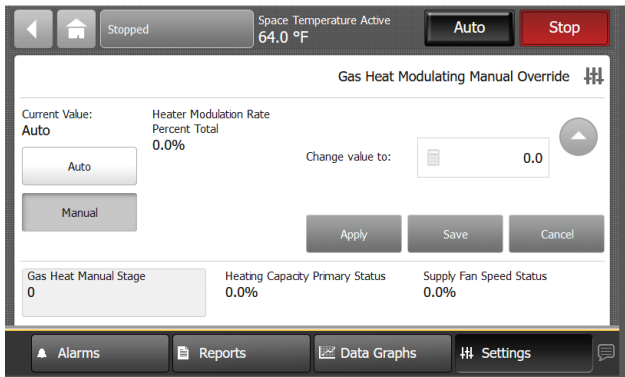 Stopped
Space Temperature Active
64.0 °F
Auto
Stop
Gas Heat Modulating Manual Override
Current Value:
Auto
Auto
Manual
Heater Modulation Rate
Percent Total
0.0%
Change value to:
0.0
Apply
Save
Cancel
Gas Heat Manual Stage
0
Heating Capacity Primary Status
0.0%
Supply Fan Speed Status
0.0%
Alarms
Reports
Data Graphs
Settings